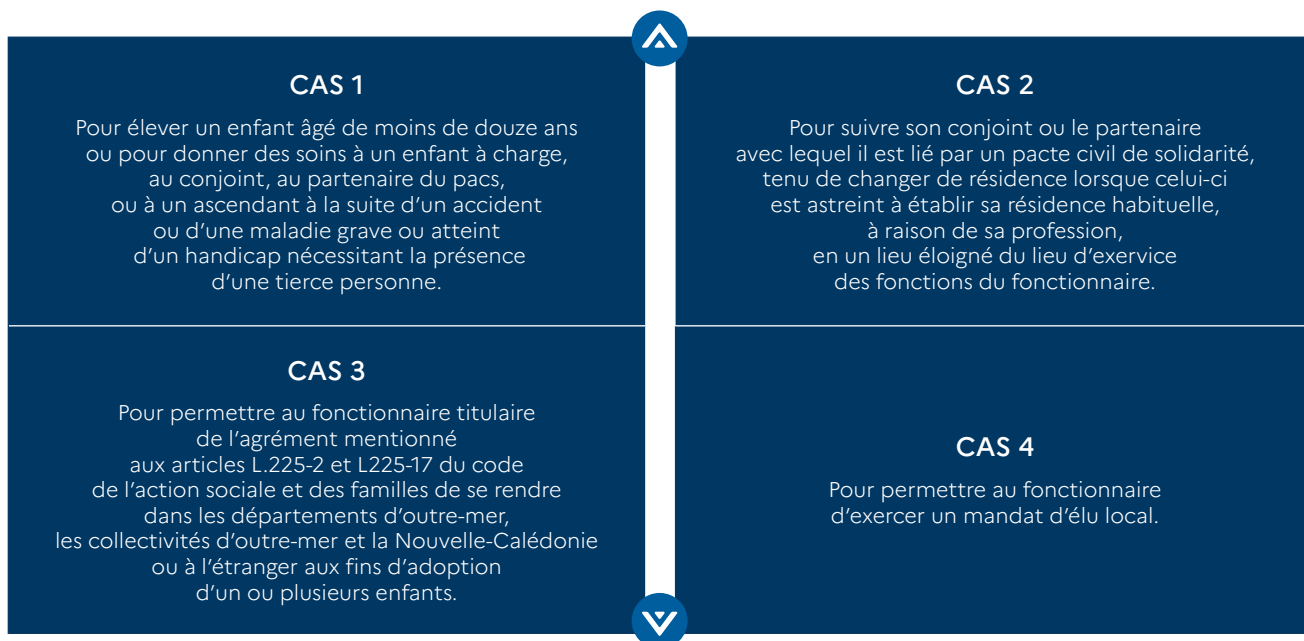 CAS 1
Pour élever un enfant âgé de moins de douze ans
ou pour donner des soins à un enfant à charge,
au conjoint, au partenaire du pacs,
ou à un ascendant à la suite d’un accident
ou d’une maladie grave ou atteint
d’un handicap nécessitant la présence
d’une tierce personne.
CAS 2
Pour suivre son conjoint ou le partenaire
avec lequel il est lié par un pacte civil de solidarité,
tenu de changer de résidence lorsque celui-ci
est astreint à établir sa résidence habituelle,
à raison de sa profession,
en un lieu éloigné du lieu d’exervice
des fonctions du fonctionnaire.
CAS 3
Pour permettre au fonctionnaire titulaire
de l’agrément mentionné
aux articles L.225-2 et L225-17 du code
de l’action sociale et des familles de se rendre
dans les départements d’outre-mer,
les collectivités d’outre-mer et la Nouvelle-Calédonie
ou à l’étranger aux fins d’adoption
d’un ou plusieurs enfants.
CAS 4
Pour permettre au fonctionnaire
d’exercer un mandat d’élu local.